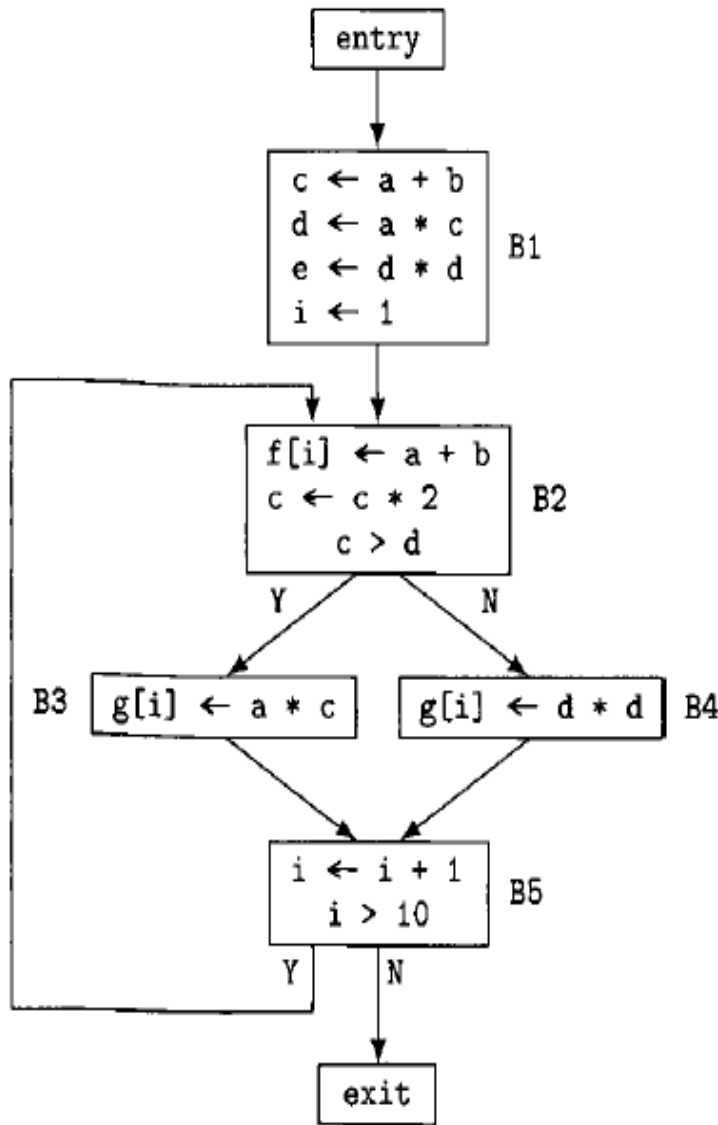 entry
c ← a + b
d ← a * c
e ← d * d
i ← 1
B1
f[i] ← a + b
c ← c * 2
c > d
B2
Y
N
B3
g[i] ← a * c
g[i] ← d * d
B4
i ← i + 1
i > 10
B5
Y
N
exit